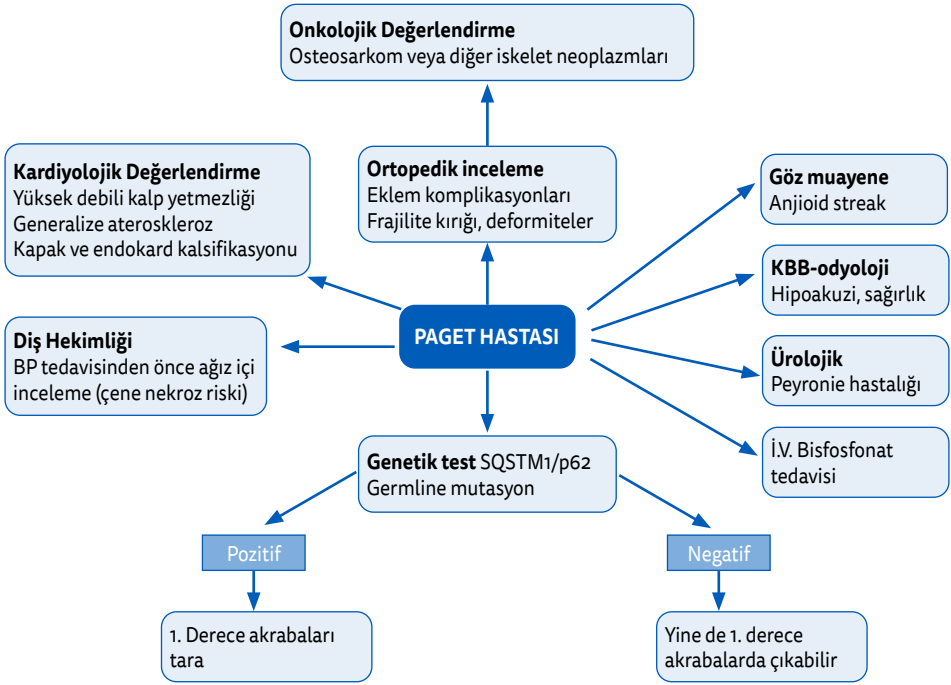 Onkolojik Değerlendirme
Osteosarkom veya diğer iskelet neoplazmları
Kardiyolojik Değerlendirme
Yüksek debili kalp yetmezliği
Generalize ateroskleroz
Kapak ve endokard kalsifikasyonu
Ortopedik inceleme
Eklem komplikasyonları
Frajilite kırığı, deformiteler
Göz muayene
Anjioid streak
KBB-odyoloji
Hipoakuzi, sağırlık
PAGET HASTASI
Diş Hekimliği
BP tedavisinden önce ağız içi
inceleme (çene nekroz riski)
Ürolojik
Peyronie hastalığı
İ.V. Bisfosfonat
tedavisi
Genetik test SQSTM1/p62
Germline mutasyon
Pozitif
Negatif
1. Derece akrabaları
tara
Yine de 1. derece
akrabalarda çıkabilir